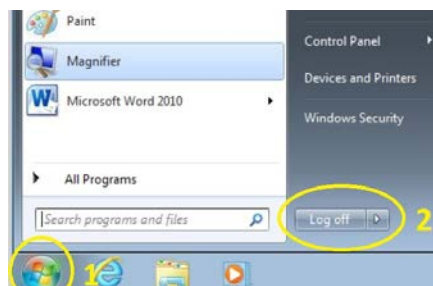 Paint
Magnifier
Microsoft Word 2010
All Programs
Search programs and files
Control Panel
Devices and Printers
Windows Security
Log off
2
1